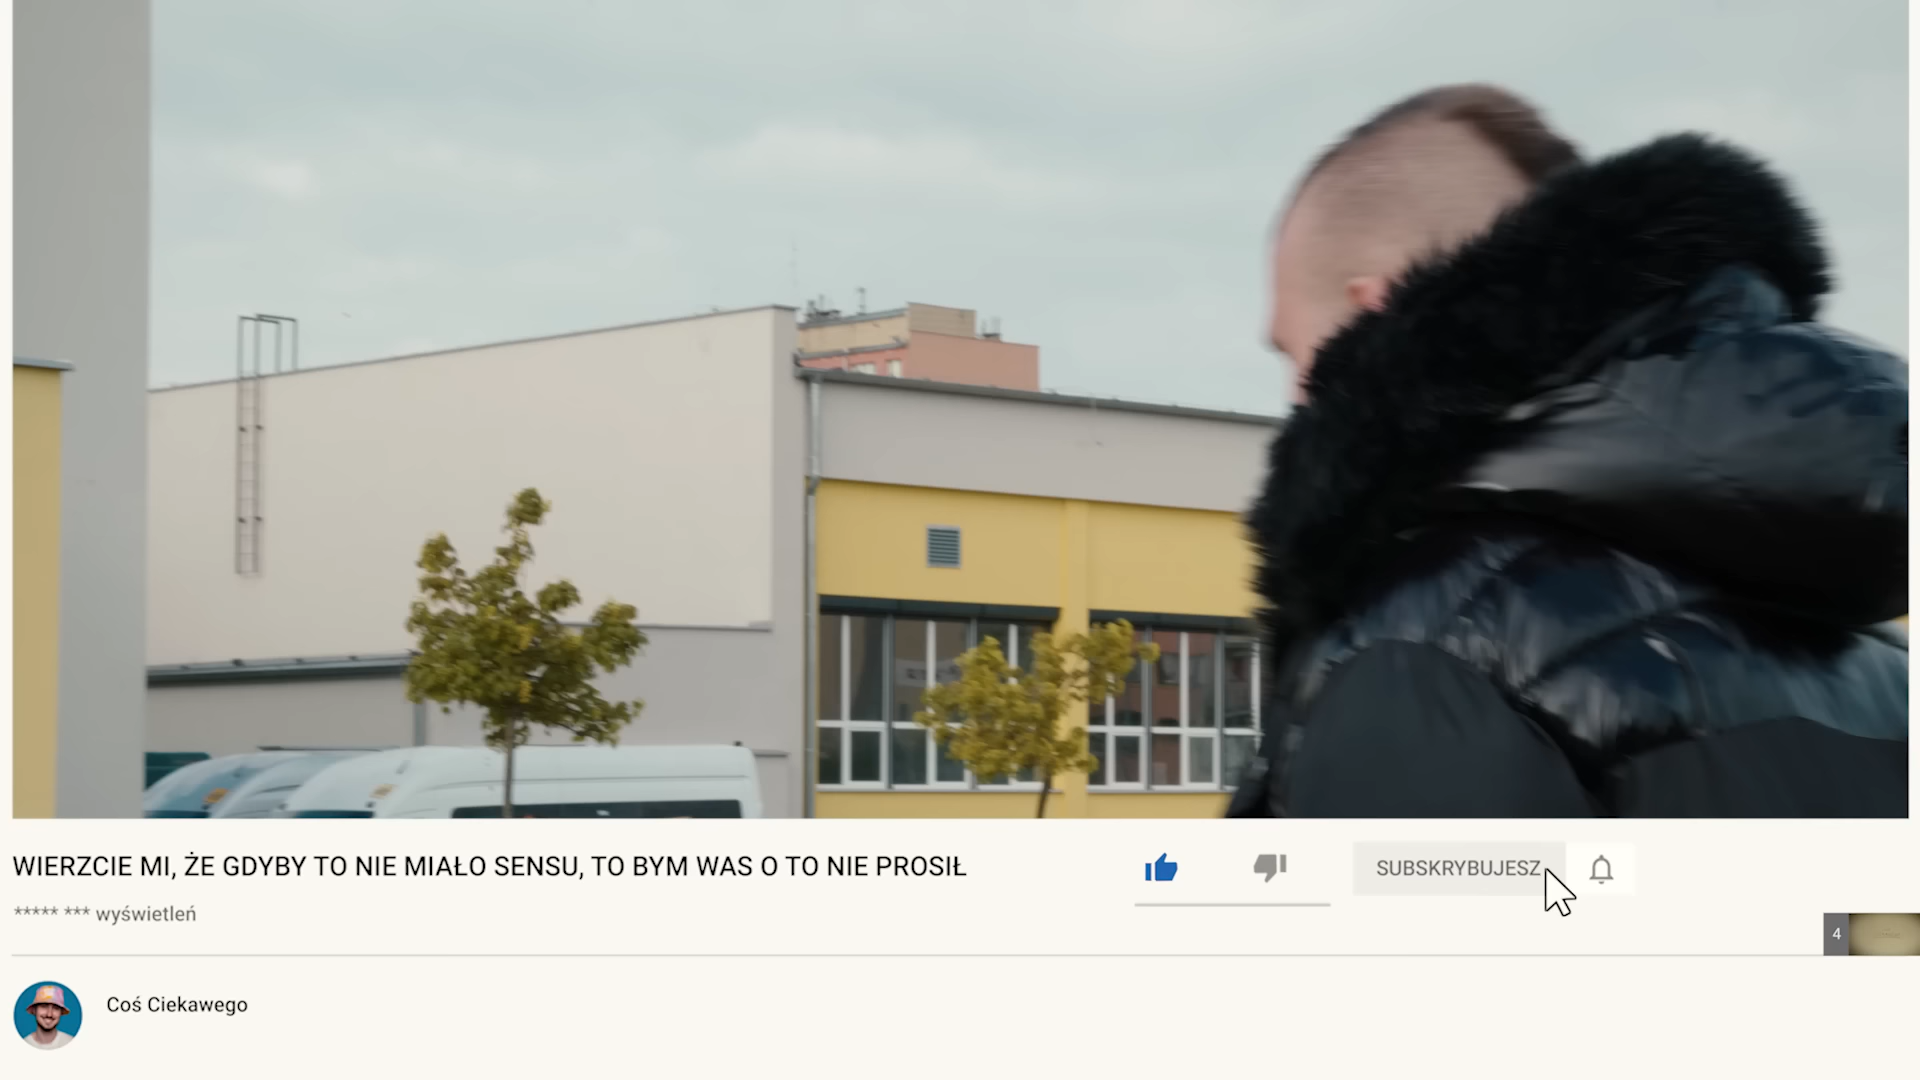 WIERZCIE MI, ŻE GDYBY TO NIE MIAŁO SENSU, TO BYM WAS O TO NIE PROSIŁ
SUBSKRYBUJESZ
***** *** wyświetleń
4
Coś Ciekawego